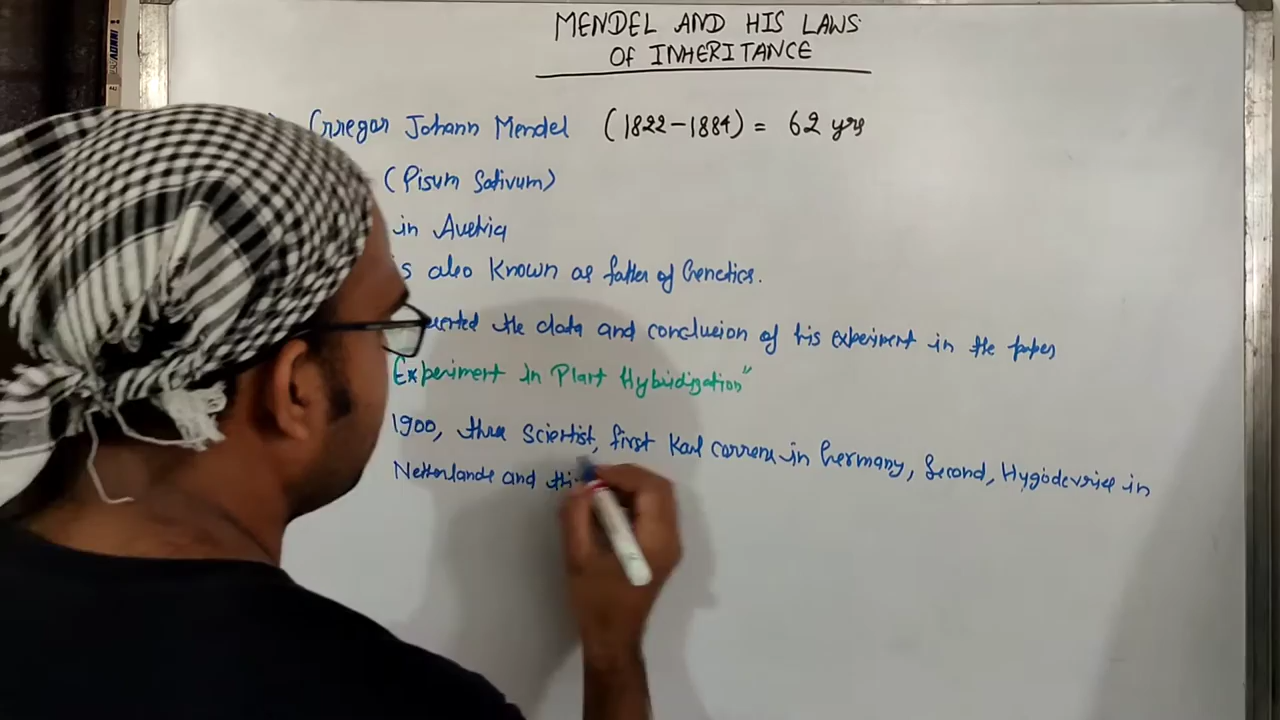 MENDEL AND HIS LAWS
OF INHERITANCE
Gregor Johann Mendel (1822-1884) = 62 yrs
(Pisum Sativum)
in Austria
is also Known as father of Genetics.
the data and conclusion of his experiment in the paper
Experiment in Plant Hybridization"
1900, three Scientist, first Karl correns in Germany, Second, Hygodevries in
Netherlands and thi